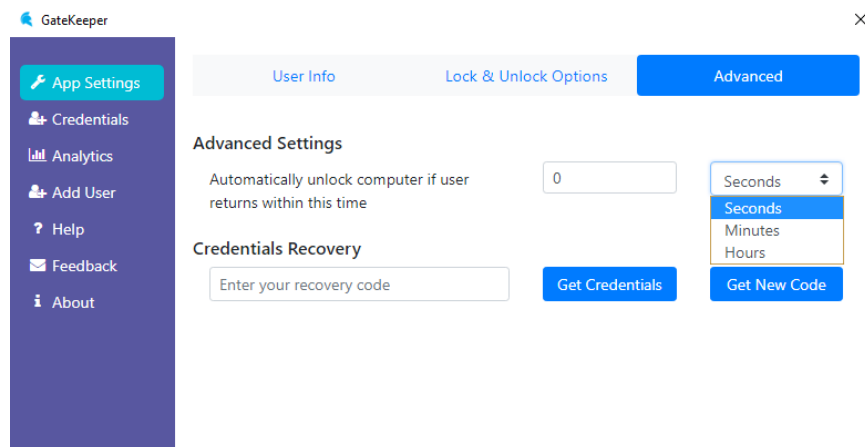 GateKeeper
App Settings
Credentials
Analytics
Add User
Help
Feedback
About
User Info
Lock & Unlock Options
Advanced
Advanced Settings
Automatically unlock computer if user
returns within this time
0
Seconds
Seconds
Minutes
Hours
Credentials Recovery
Enter your recovery code
Get Credentials
Get New Code